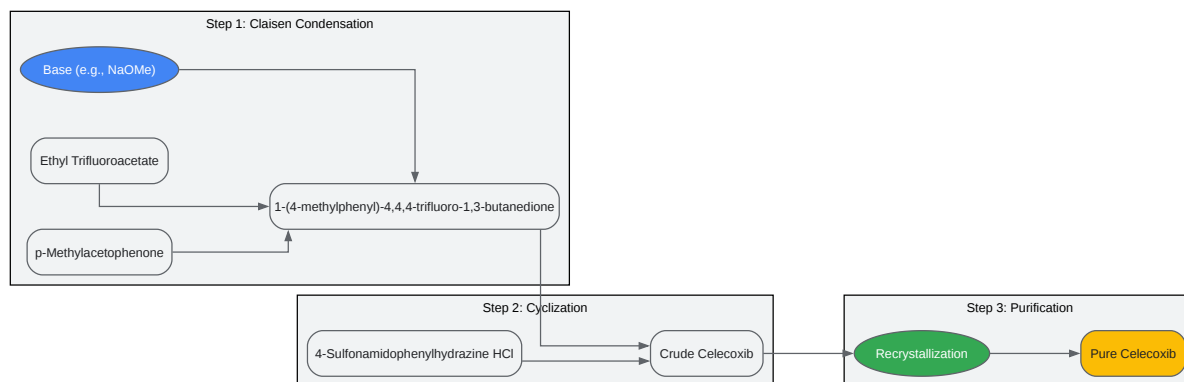 Step 1: Claisen Condensation
Base (e.g., NaOMe)
Ethyl Trifluoroacetate
1-(4-methylphenyl)-4,4,4-trifluoro-1,3-butanedione
p-Methylacetophenone
Step 2: Cyclization
4-Sulfonamidophenylhydrazine HCl
Crude Celecoxib
Step 3: Purification
Recrystallization
Pure Celecoxib